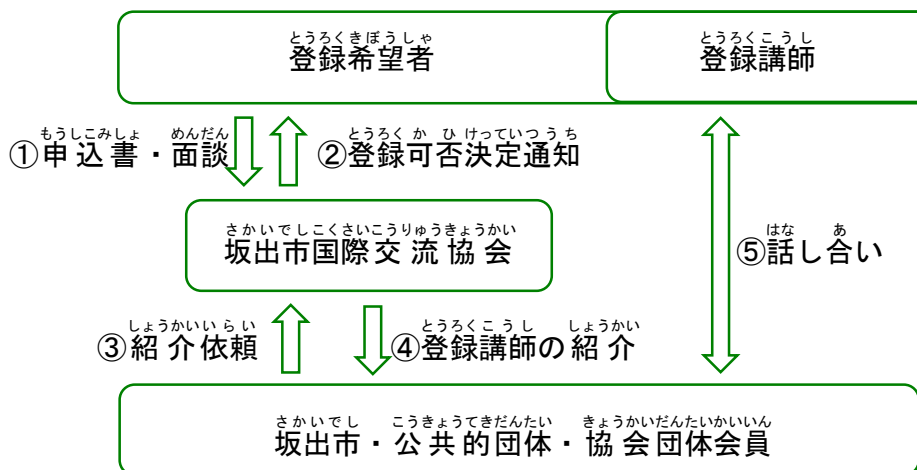 とうろくきぼうしゃ とうろくこうし
登録希望者 登録講師
もうしこみしょ めんだん とうろく か ひ けっていつうち
①申込書・面談 ②登録可否決定通知
さかいでしこくさいこうりゅうきょうかい
坂出市国際交流協会
はな あ
⑤話し合い
しょうかいいらい とうろくこうし しょうかい
③紹介依頼 ④登録講師の紹介
さかいでし こうきょうてきだんたい きょうかいだんたいかいいん
坂出市・公共的団体・協会団体会員